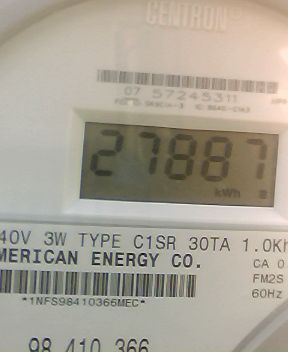 CENTRON®
07 57245311
27887
kWh
40V 3W TYPE C1SR 30TA 1.0Kh
MERICAN ENERGY CO.
CA 0
FM2S
60Hz
*1NFS98410366MEC*
98 410 366